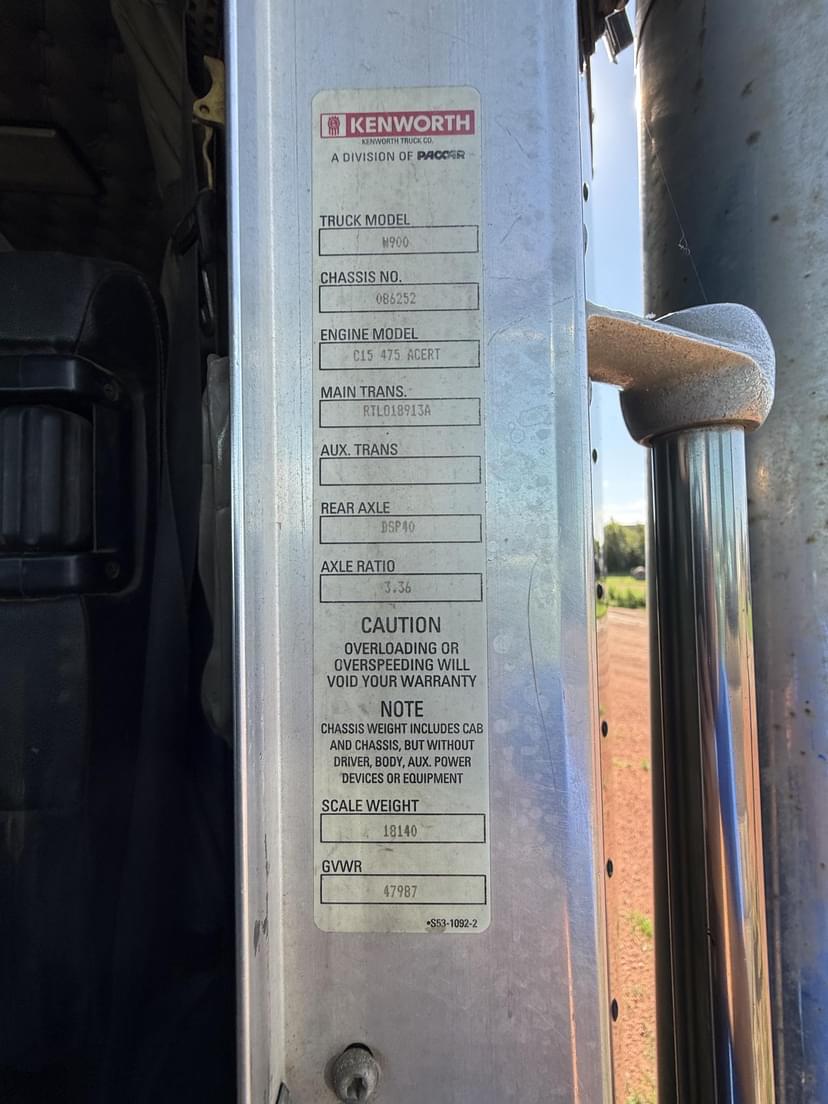 KENWORTH
KENWORTH TRUCK CO.
A DIVISION OF PACCAR
TRUCK MODEL
W900
CHASSIS NO.
086252
ENGINE MODEL
C15 475 ACERT
MAIN TRANS.
RTLO18913A
AUX. TRANS
REAR AXLE
DSP40
AXLE RATIO
3.36
CAUTION
OVERLOADING OR
OVERSPEEDING WILL
VOID YOUR WARRANTY
NOTE
CHASSIS WEIGHT INCLUDES CAB
AND CHASSIS, BUT WITHOUT
DRIVER, BODY, AUX. POWER
DEVICES OR EQUIPMENT
SCALE WEIGHT
18140
GVWR
47987
•S53-1092-2